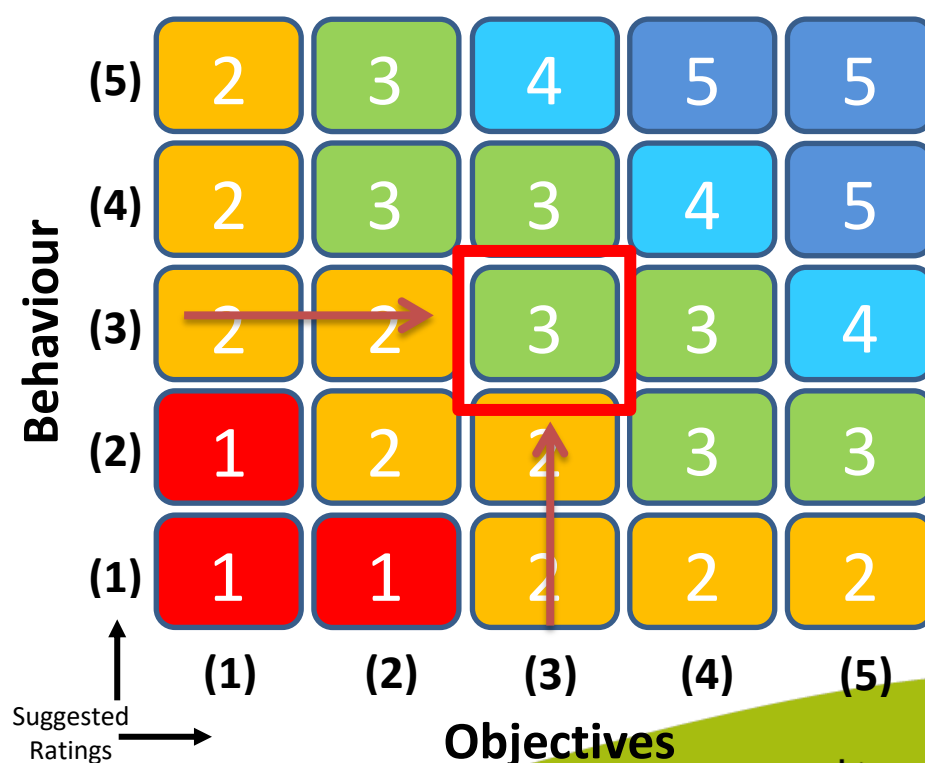 (5) 2 3 4 5 5
(4) 2 3 3 4 5
Behaviour
(3) 2 2 3 3 4
(2) 1 2 2 3 3
(1) 1 1 2 2 2
(1) (2) (3) (4) (5)
Suggested
Ratings
Objectives